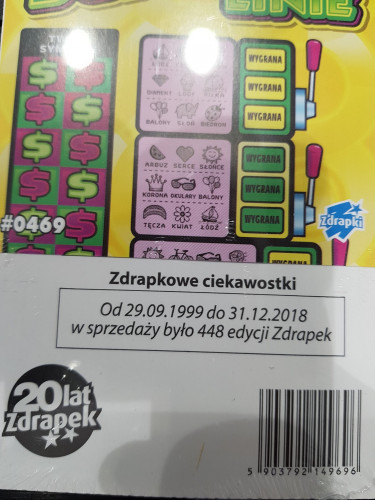 LINIE
WYGRANA
DIAMENT
BALONY SŁOŃ BIEDRON
WYGRANA
WYGRANA
ARBUZ SERCE SŁOŃCE
WYGRANA
KORONA OKULARY BALONY
WYGRANA
TĘCZA KWIAT ŁÓDŹ
WYGRANA
#0469
Zdrapki
WYGRANA
Zdrapkowe ciekawostki
Od 29.09.1999 do 31.12.2018
w sprzedaży było 448 edycji Zdrapek
20 lat
Zdrapek
5 903792 149696